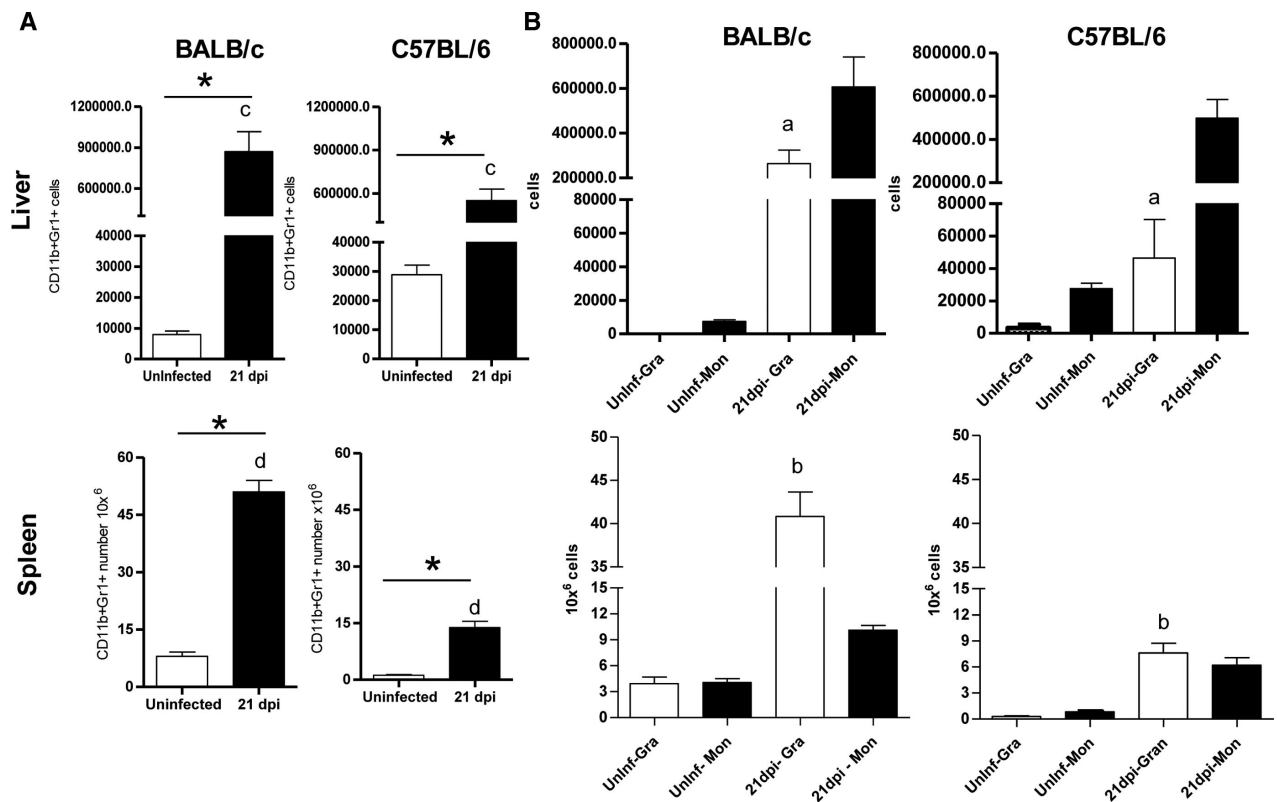 A
BALB/c
C57BL/6
B
BALB/c
C57BL/6
Liver
CD11b+Gr1+ cells
1200000.0
900000.0
600000.0
40000
30000
20000
10000
0
*
c
UnInfected
21 dpi
CD11b+Gr1+ cells
1200000.0
900000.0
600000.0
300000.0
40000
30000
20000
10000
0
*
c
Uninfected
21 dpi
cells
800000.0
600000.0
400000.0
200000.0
80000
60000
40000
20000
0
a
UnInf-Gra
UnInf-Mon
21dpi- Gra
21dpi-Mon
cells
800000.0
600000.0
400000.0
200000.0
80000
60000
40000
20000
0
a
UnInf-Gra
UnInf-Mon
21dpi-Gra
21dpi-Mon
Spleen
CD11b+Gr1+ number 10x6
60
45
30
15
0
*
d
Uninfected
21 dpi
CD11b+Gr1+ number x106
60
45
30
15
0
*
d
Uninfected
21 dpi
10x6 cells
50
45
40
35
15
12
9
6
3
0
b
UnInf-Gra
UnInf- Mon
21dpi- Gra
21dpi - Mon
10x6 cells
50
45
40
35
15
12
9
6
3
0
b
UnInf-Gra
UnInf-Mon
21dpi-Gran
21dpi-Mon